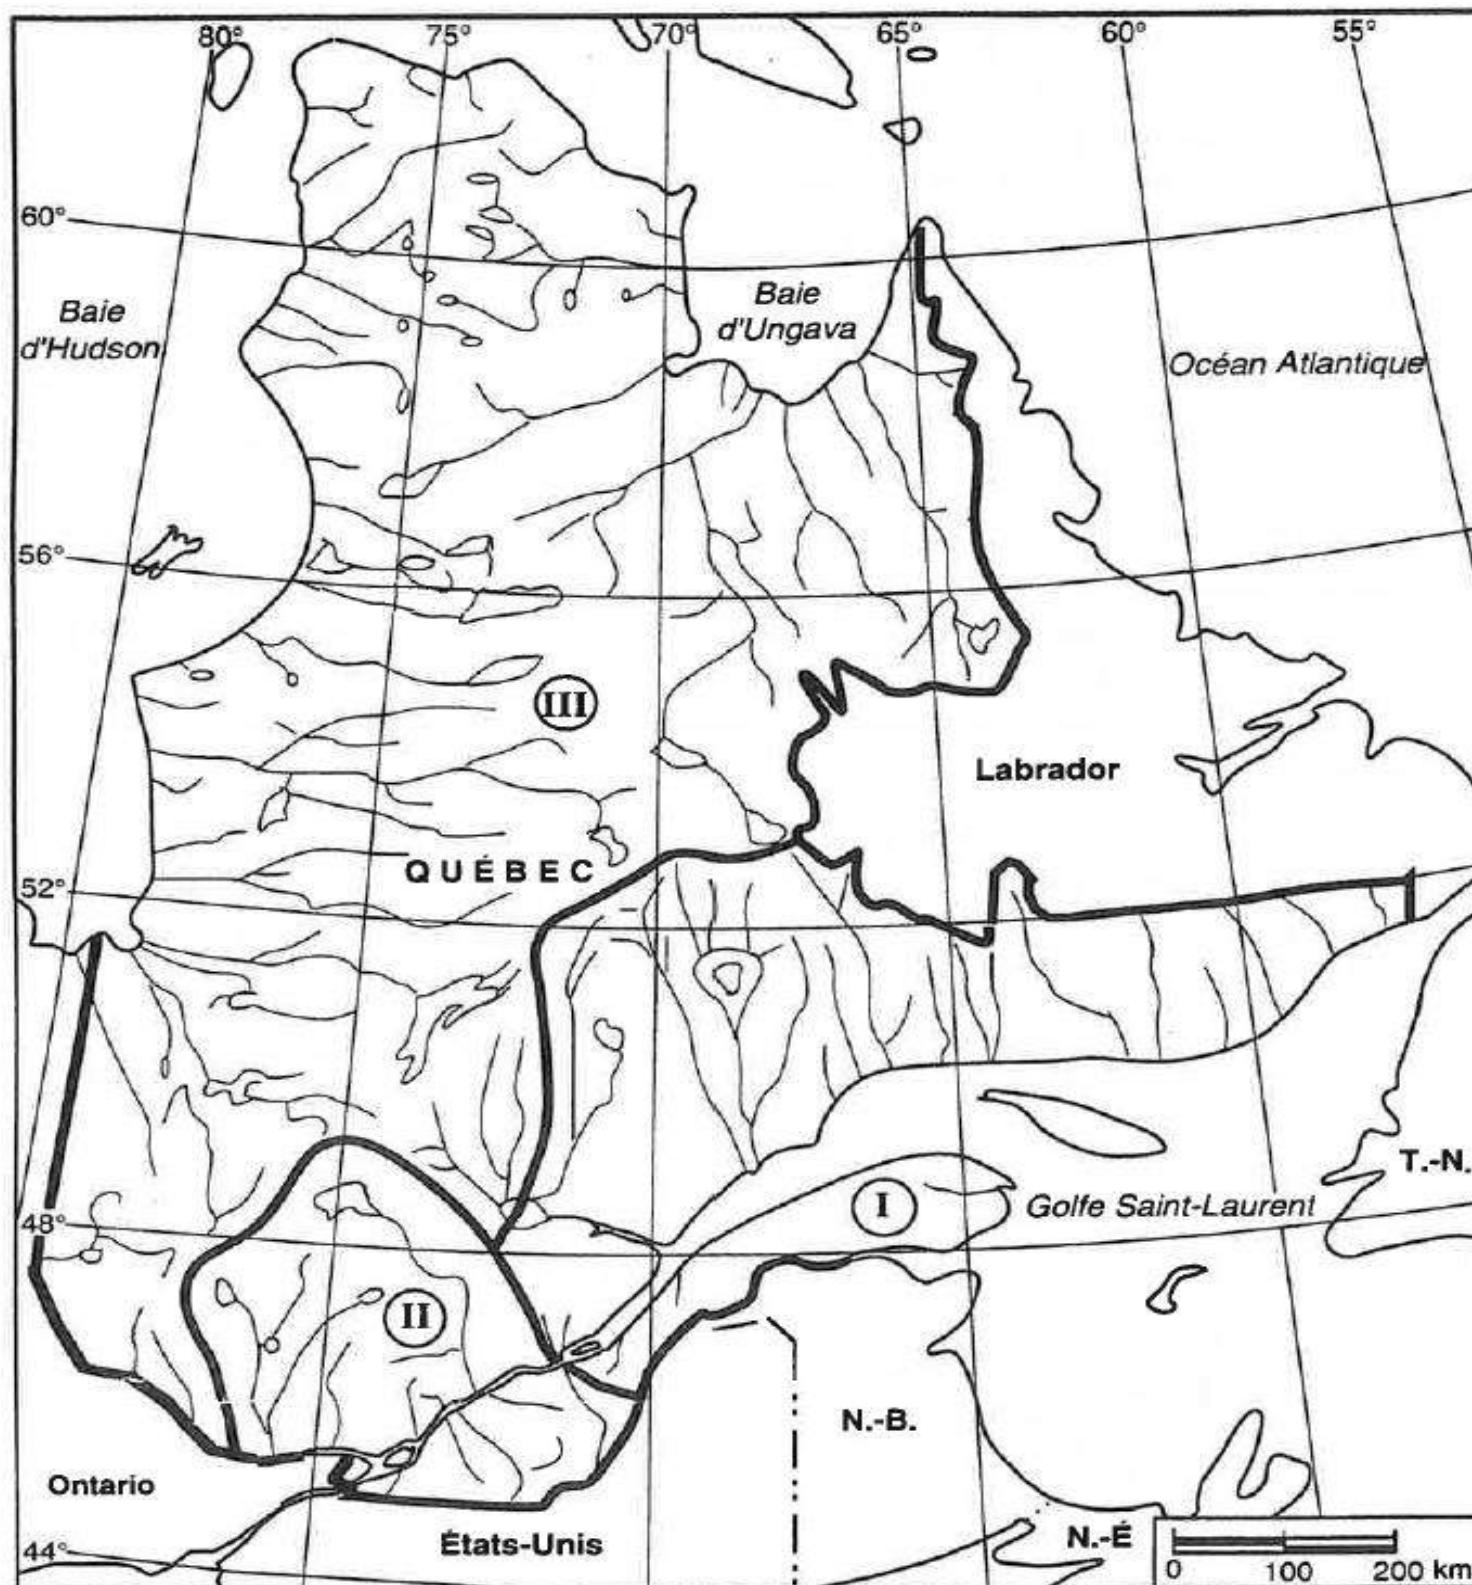 80° 75° 70° 65° 60° 55°
60°
Baie
d'Hudson
Baie
d'Ungava
Océan Atlantique
56°
III
Labrador
QUÉBEC
52°
T.-N.
I
Golfe Saint-Laurent
48°
II
N.-B.
Ontario
États-Unis
N.-É
44°
0 100 200 km